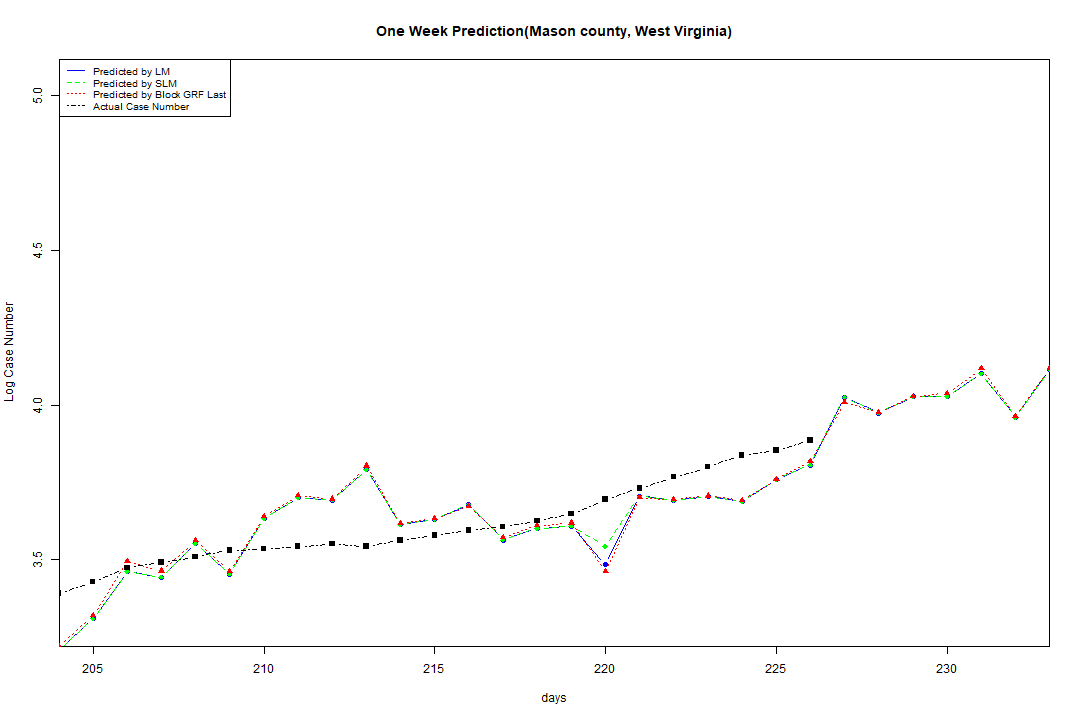 One Week Prediction(Mason county, West Virginia)
Predicted by LM
Predicted by SLM
Predicted by Block GRF Last
Actual Case Number
5.0
4.5
4.0
3.5
Log Case Number
205 210 215 220 225 230
days